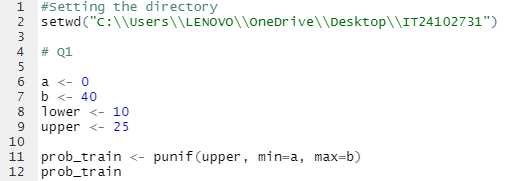 1 #Setting the directory
2 setwd("C:\\Users\\LENOVO\\OneDrive\\Desktop\\IT24102731")
3
4 # Q1
5
6 a <- 0
7 b <- 40
8 lower <- 10
9 upper <- 25
10
11 prob_train <- punif(upper, min=a, max=b)
12 prob_train